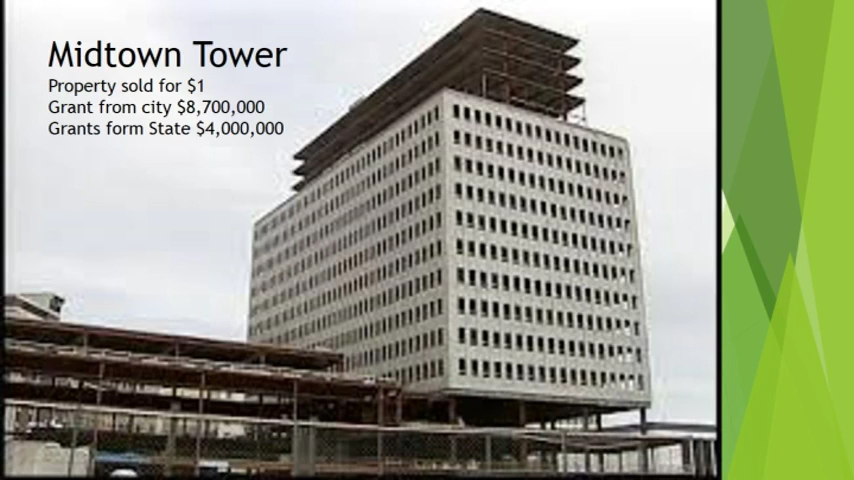 Midtown Tower
Property sold for $1
Grant from city $8,700,000
Grants form State $4,000,000